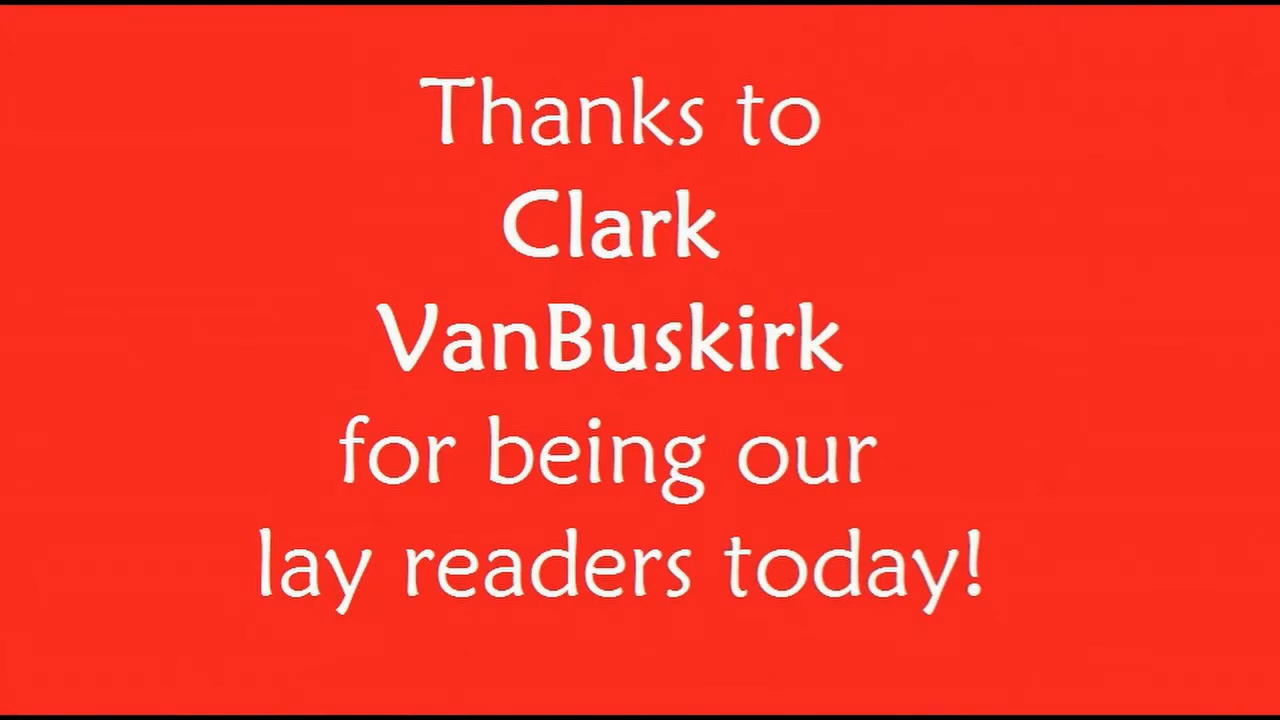 Thanks to
Clark
VanBuskirk
for being our
lay readers today!